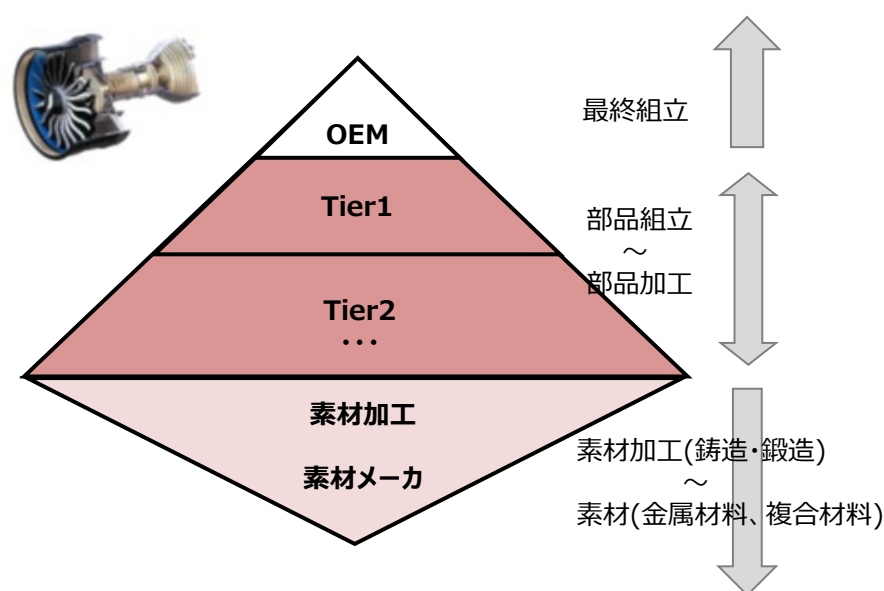 OEM
最終組立
Tier1
部品組立
～
部品加工
Tier2
・・・
素材加工
素材メーカ
素材加工(鋳造・鍛造)
～
素材(金属材料、複合材料)